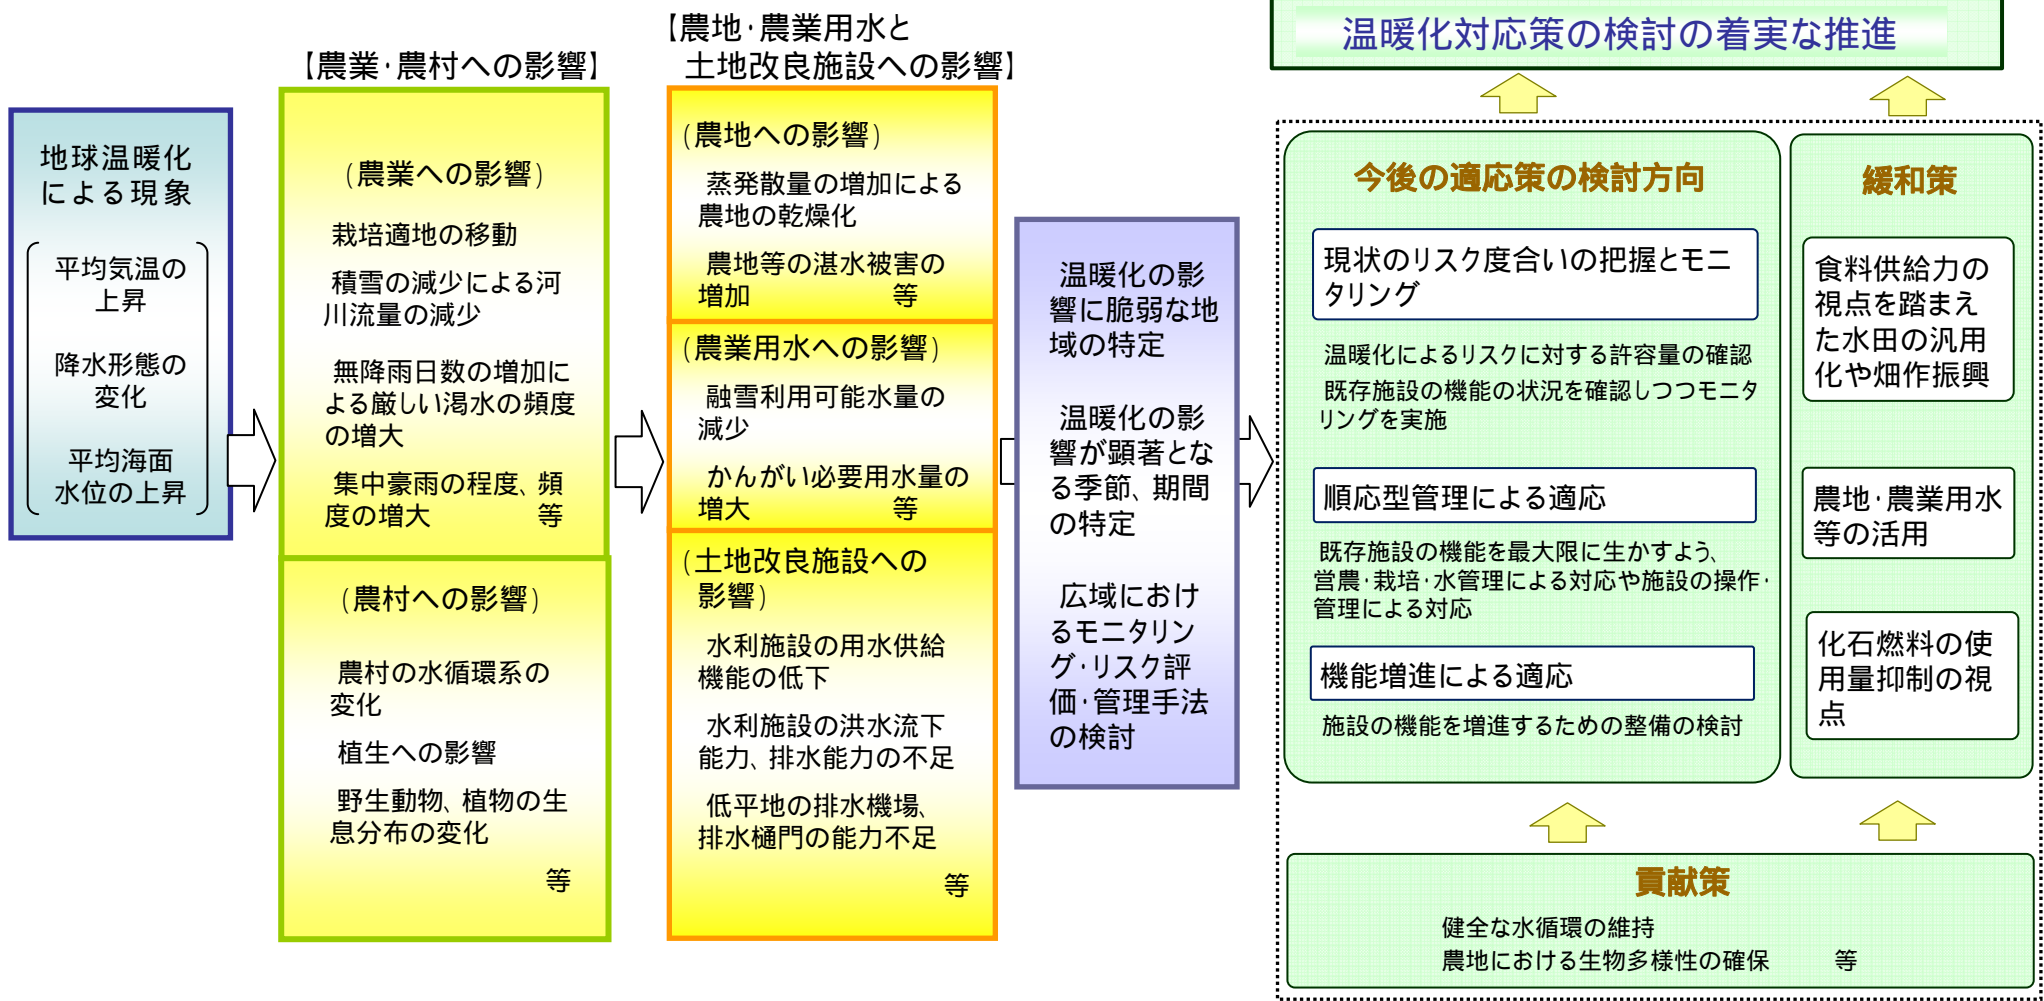 地球温暖化
による現象
平均気温の
上昇
降水形態の
変化
平均海面
水位の上昇
【農業・農村への影響】
(農業への影響)
栽培適地の移動
積雪の減少による河
川流量の減少
無降雨日数の増加に
よる厳しい渇水の頻度
の増大
集中豪雨の程度、頻
度の増大 等
(農村への影響)
農村の水循環系の
変化
植生への影響
野生動物、植物の生
息分布の変化
等
【農地・農業用水と
土地改良施設への影響】
(農地への影響)
蒸発散量の増加による
農地の乾燥化
農地等の湛水被害の
増加 等
(農業用水への影響)
融雪利用可能水量の
減少
かんがい必要用水量の
増大 等
(土地改良施設への
影響)
水利施設の用水供給
機能の低下
水利施設の洪水流下
能力、排水能力の不足
低平地の排水機場、
排水樋門の能力不足
等
温暖化の影
響に脆弱な地
域の特定
温暖化の影
響が顕著とな
る季節、期間
の特定
広域におけ
るモニタリン
グ・リスク評
価・管理手法
の検討
温暖化対応策の検討の着実な推進
今後の適応策の検討方向
現状のリスク度合いの把握とモニ
タリング
温暖化によるリスクに対する許容量の確認
既存施設の機能の状況を確認しつつモニタ
リングを実施
順応型管理による適応
既存施設の機能を最大限に生かすよう、
営農・栽培・水管理による対応や施設の操作・
管理による対応
機能増進による適応
施設の機能を増進するための整備の検討
緩和策
食料供給力の
視点を踏まえ
た水田の汎用
化や畑作振興
農地・農業用水
等の活用
化石燃料の使
用量抑制の視
点
貢献策
健全な水循環の維持
農地における生物多様性の確保 等